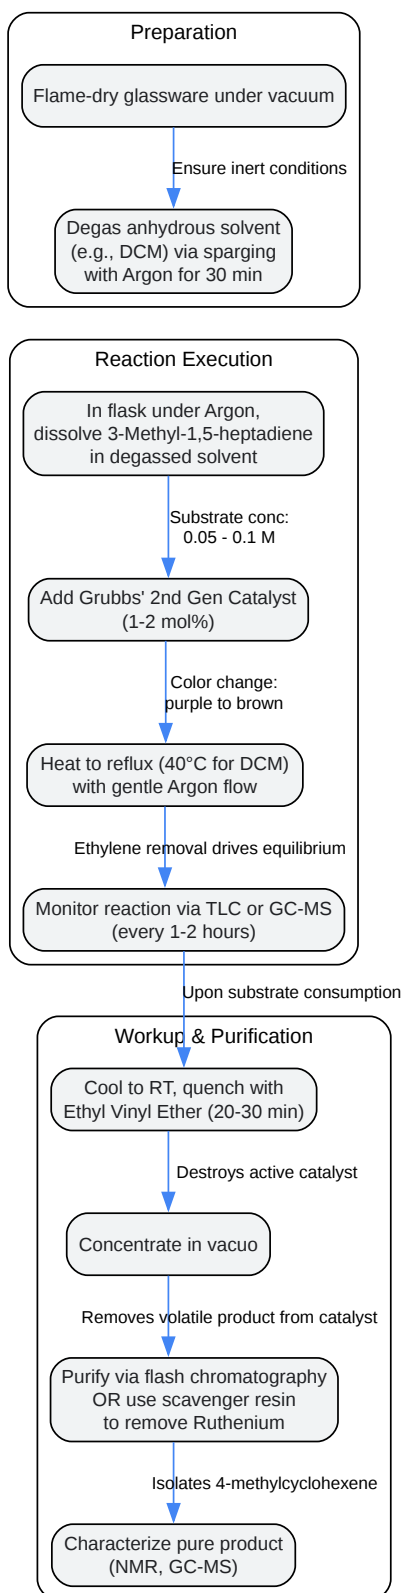 Preparation
Flame-dry glassware under vacuum
Ensure inert conditions
Degas anhydrous solvent
(e.g., DCM) via sparging
with Argon for 30 min
Reaction Execution
In flask under Argon,
dissolve 3-Methyl-1,5-heptadiene
in degassed solvent
Substrate conc:
0.05 - 0.1 M
Add Grubbs' 2nd Gen Catalyst
(1-2 mol%)
Color change:
purple to brown
Heat to reflux (40°C for DCM)
with gentle Argon flow
Ethylene removal drives equilibrium
Monitor reaction via TLC or GC-MS
(every 1-2 hours)
Upon substrate consumption
Workup & Purification
Cool to RT, quench with
Ethyl Vinyl Ether (20-30 min)
Destroys active catalyst
Concentrate in vacuo
Removes volatile product from catalyst
Purify via flash chromatography
OR use scavenger resin
to remove Ruthenium
Isolates 4-methylcyclohexene
Characterize pure product
(NMR, GC-MS)